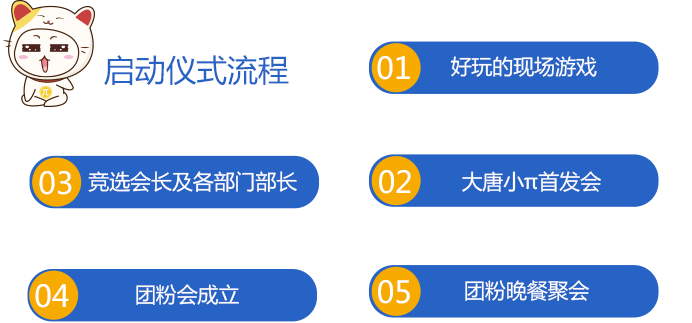 启动仪式流程
01 好玩的现场游戏
02 大唐小π首发会
03 竞选会长及各部门部长
04 团粉会成立
05 团粉晚餐聚会